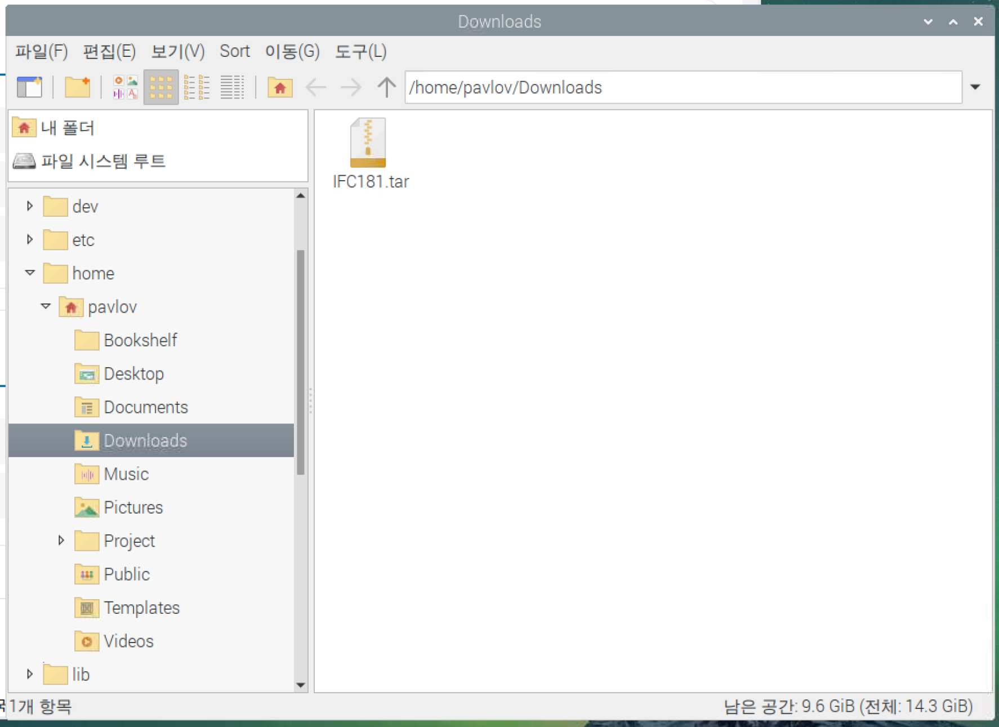 Downloads
파일(F) 편집(E) 보기(V) Sort 이동(G) 도구(L)
/home/pavlov/Downloads
내 폴더
파일 시스템 루트
dev
etc
home
pavlov
Bookshelf
Desktop
Documents
Downloads
Music
Pictures
Project
Public
Templates
Videos
lib
IFC181.tar
1개 항목
남은 공간: 9.6 GiB (전체: 14.3 GiB)